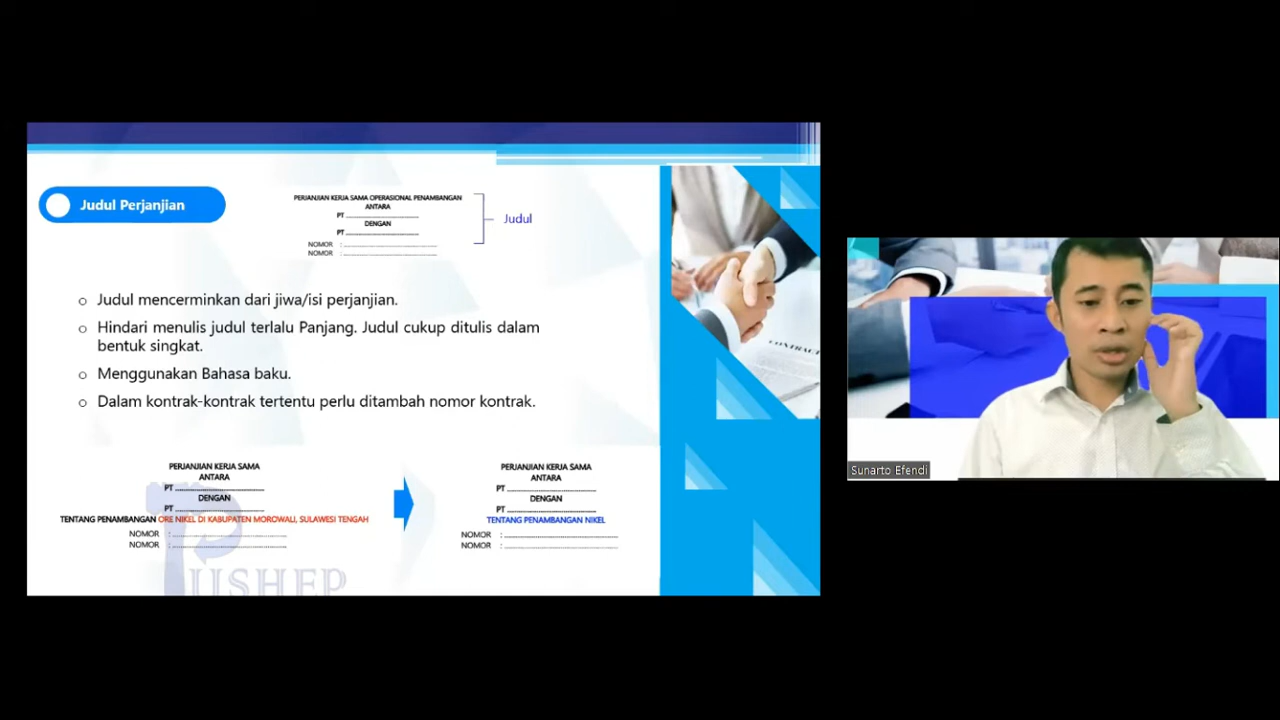 Judul Perjanjian
PERJANJIAN KERJA SAMA OPERASIONAL PENAMBANGAN
ANTARA
PT ..............................
DENGAN
PT ..............................
NOMOR : ........................................
NOMOR : ........................................
Judul
o Judul mencerminkan dari jiwa/isi perjanjian.
o Hindari menulis judul terlalu Panjang. Judul cukup ditulis dalam
bentuk singkat.
o Menggunakan Bahasa baku.
o Dalam kontrak-kontrak tertentu perlu ditambah nomor kontrak.
PERJANJIAN KERJA SAMA
ANTARA
PT ..............................
DENGAN
PT ..............................
TENTANG PENAMBANGAN ORE NIKEL DI KABUPATEN MOROWALI, SULAWESI TENGAH
NOMOR : ........................................
NOMOR : ........................................
PERJANJIAN KERJA SAMA
ANTARA
PT ..............................
DENGAN
PT ..............................
TENTANG PENAMBANGAN NIKEL
NOMOR : ........................................
NOMOR : ........................................
PUSHEP
CONTRACT
Sunarto Efendi